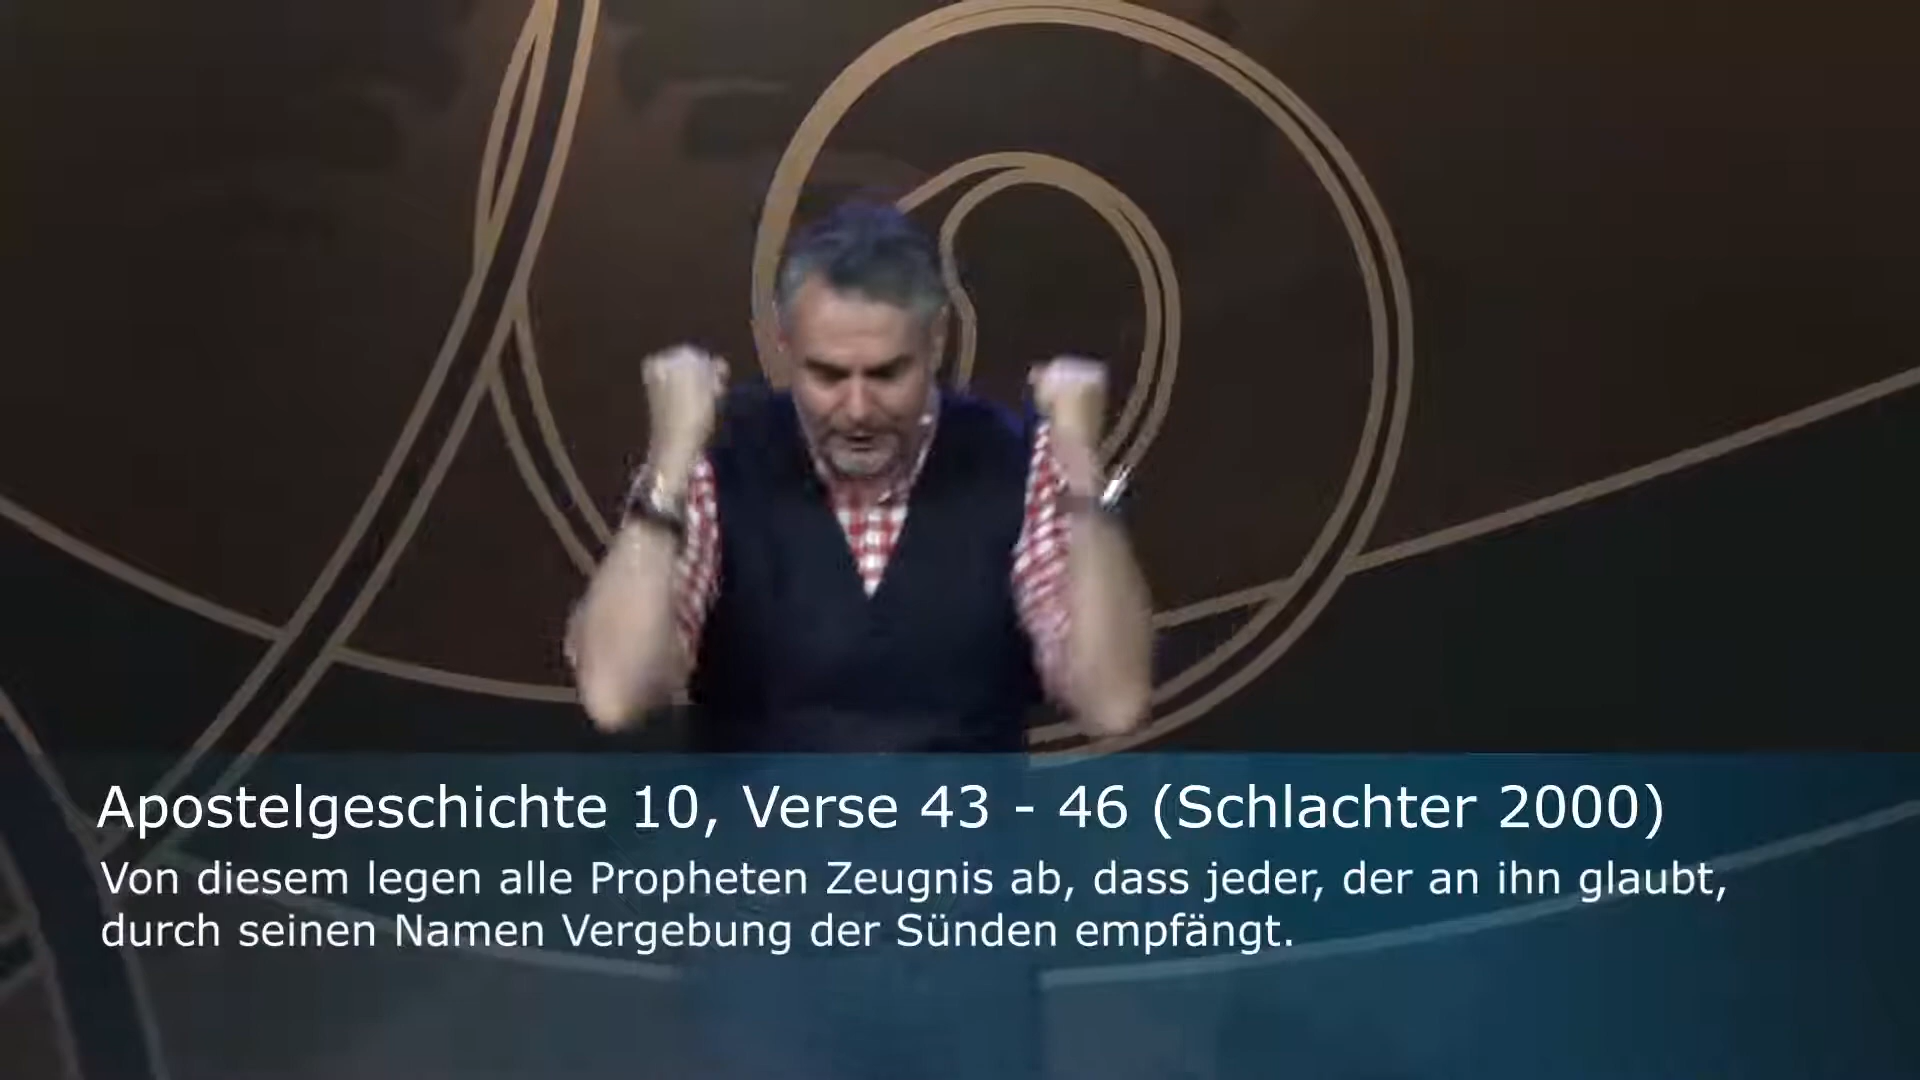 Apostelgeschichte 10, Verse 43 - 46 (Schlachter 2000)
Von diesem legen alle Propheten Zeugnis ab, dass jeder, der an ihn glaubt,
durch seinen Namen Vergebung der Sünden empfängt.